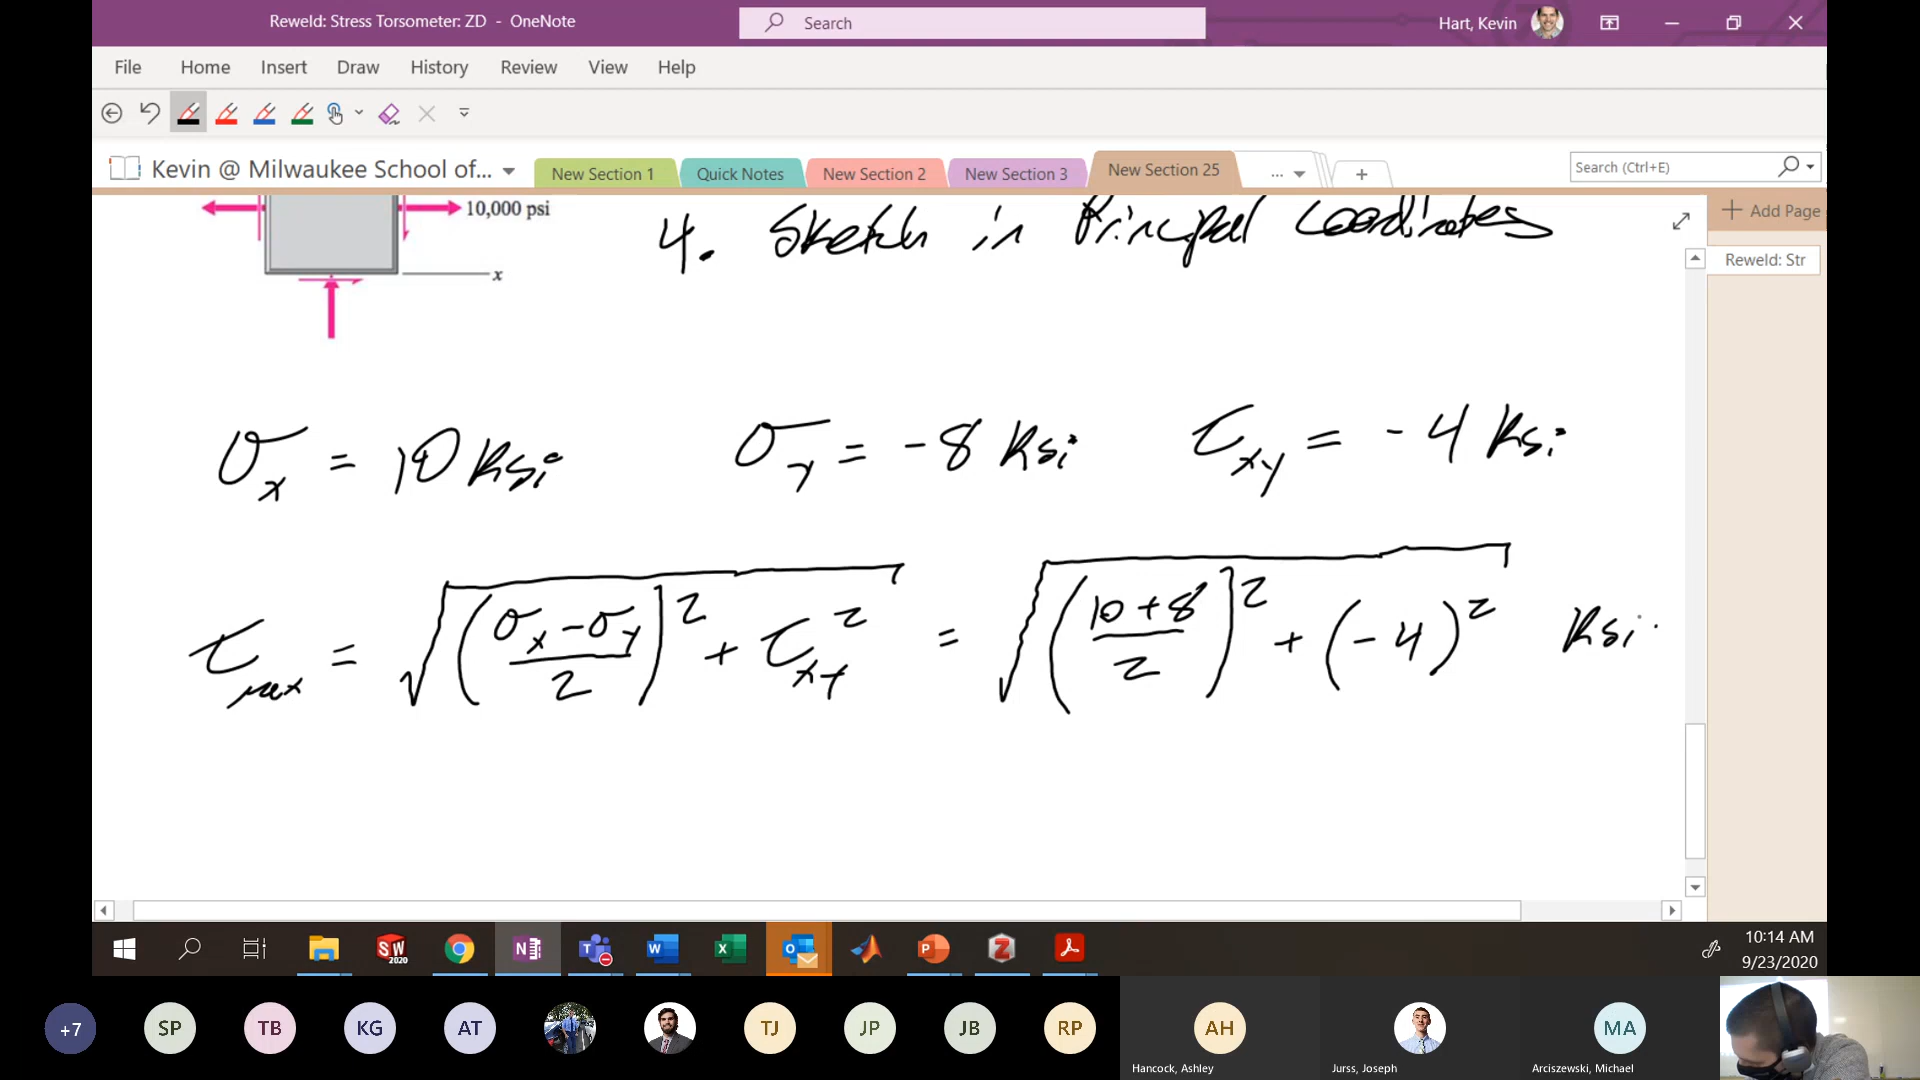 Reweld: Stress Torsometer: ZD - OneNote
Search
Hart, Kevin
File Home Insert Draw History Review View Help
Kevin @ Milwaukee School of...
New Section 1 Quick Notes New Section 2 New Section 3 New Section 25 ...
Search (Ctrl+E)
Add Page
Reweld: Str
10,000 psi
x
4. Sketch in Principal Coordinates
σx = 10 ksi σy = -8 ksi τxy = -4 ksi
τmax = √((σx - σy)/2)² + τxy² = √((10+8)/2)² + (-4)² ksi
SW 2020
N
T
W
X
O
P
Z
10:14 AM
9/23/2020
+7 SP TB KG AT TJ JP JB RP AH MA
Hancock, Ashley Jurss, Joseph Arciszewski, Michael